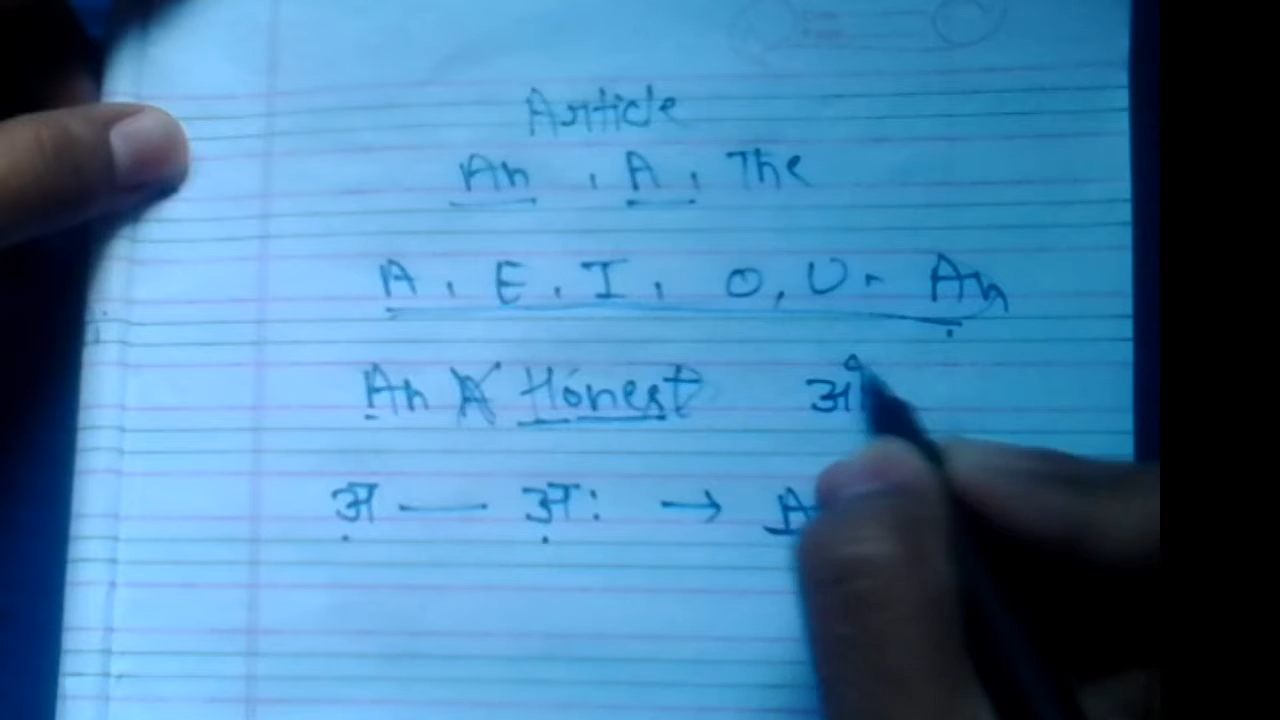 Article
An , A , The
A , E , I , O , U - An
An A Honest
अ — अः → A